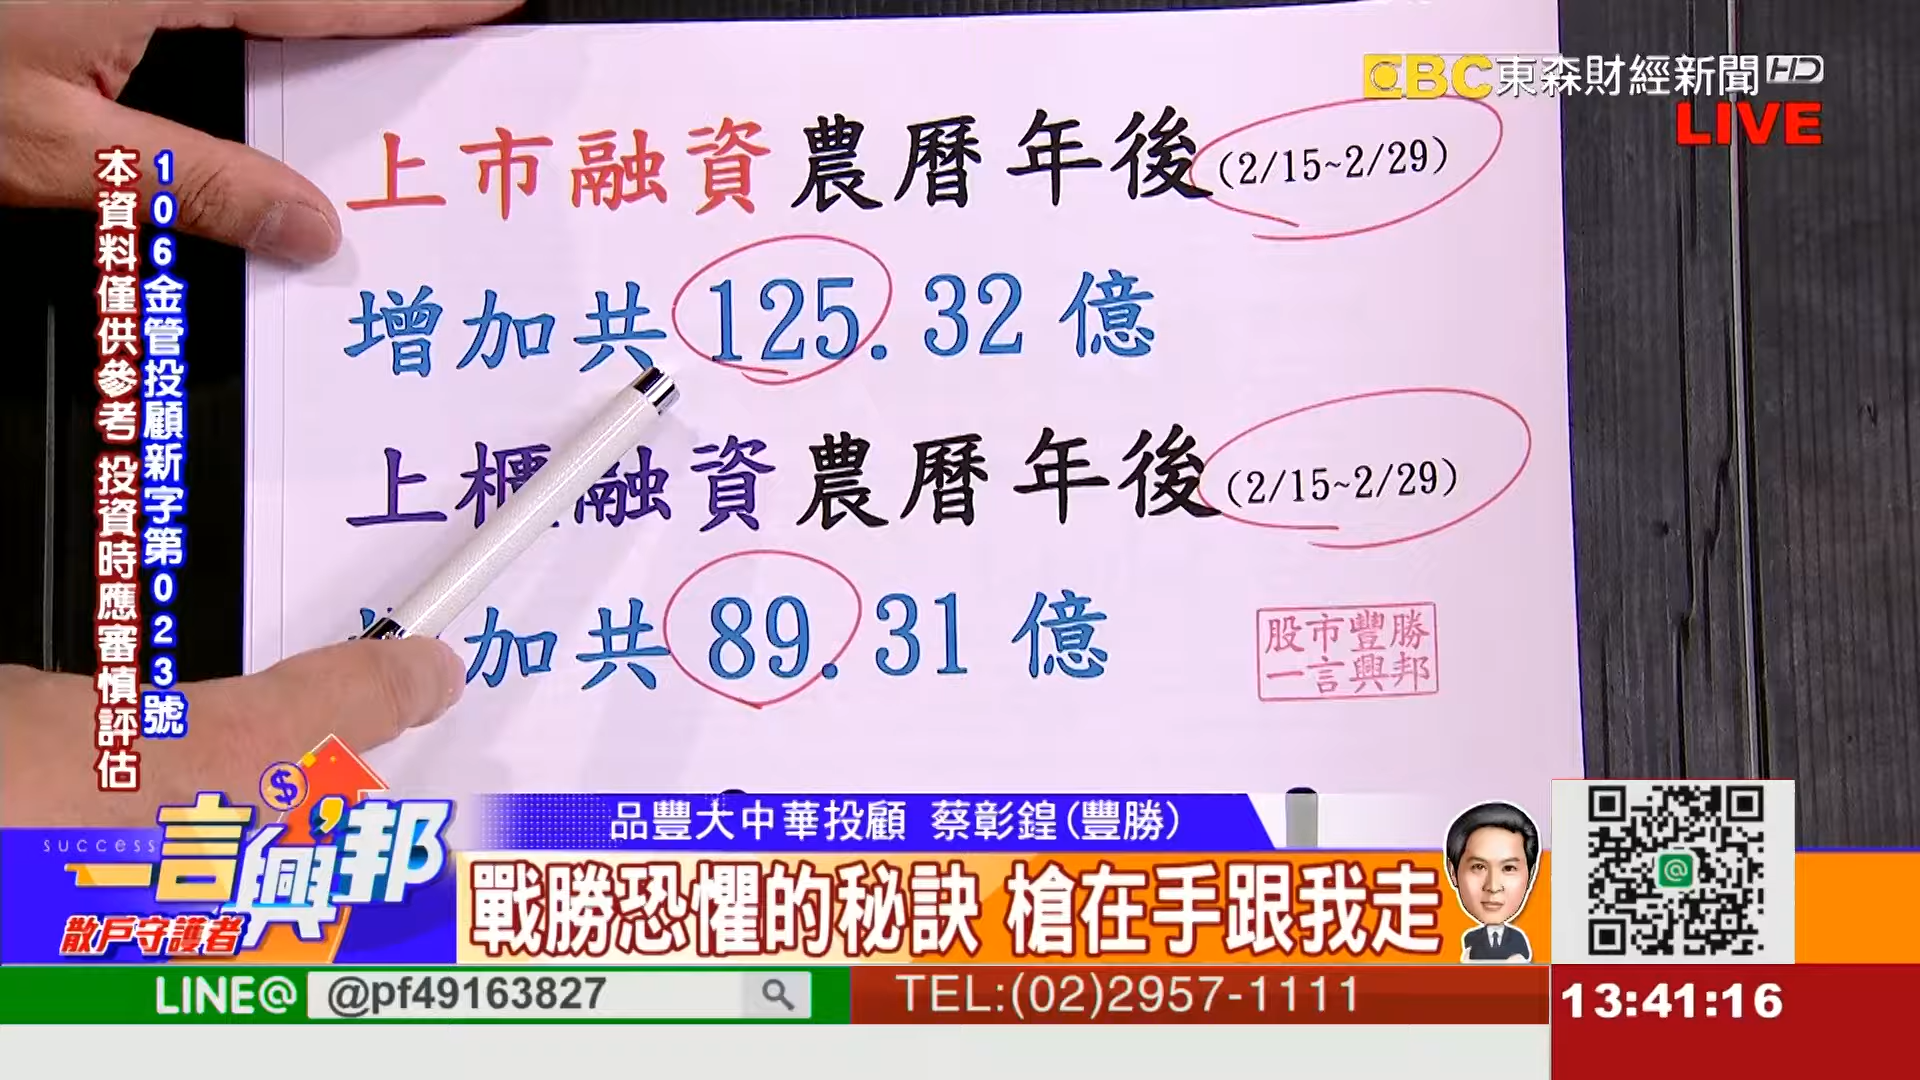 EBC東森財經新聞HD
LIVE
106金管投顧新字第023號
本資料僅供參考 投資時應審慎評估
上市融資農曆年後(2/15~2/29)
增加共125.32億
上櫃融資農曆年後(2/15~2/29)
增加共89.31億
股市豐勝
一言興邦
$
success
一言興邦
散戶守護者
品豐大中華投顧 蔡彰鍠(豐勝)
戰勝恐懼的秘訣 槍在手跟我走
LINE@ @pf49163827
TEL:(02)2957-1111
13:41:16